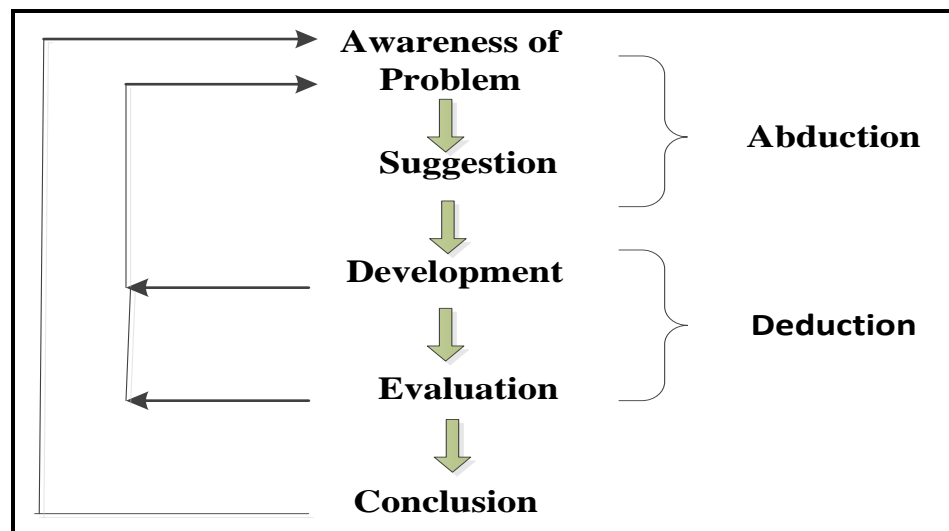 Awareness of
Problem
Abduction
Suggestion
Development
Deduction
Evaluation
Conclusion